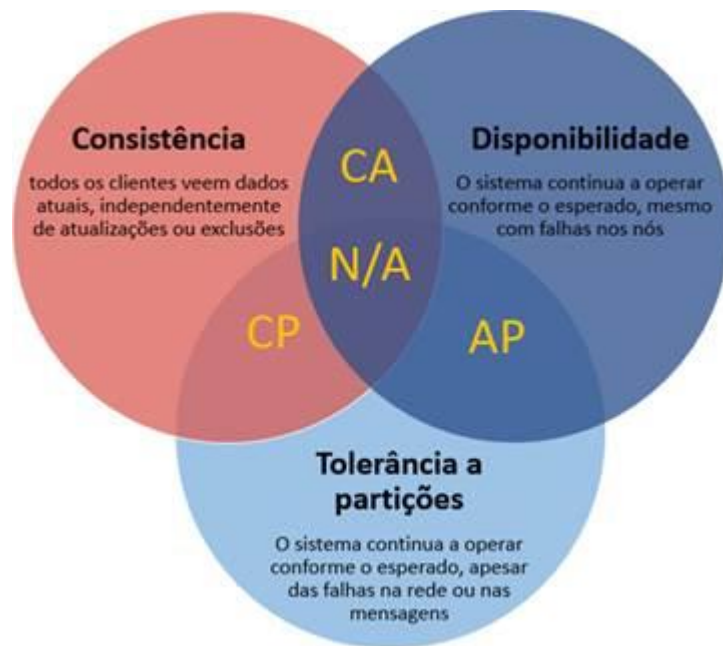 Consistência
todos os clientes veem dados
atuais, independentemente
de atualizações ou exclusões
CA
Disponibilidade
O sistema continua a operar
conforme o esperado, mesmo
com falhas nos nós
N/A
CP
AP
Tolerância a
partições
O sistema continua a operar
conforme o esperado, apesar
das falhas na rede ou nas
mensagens